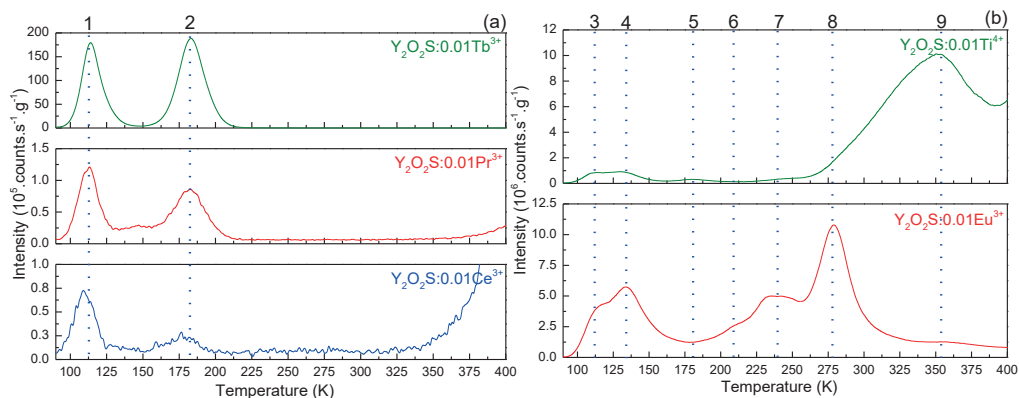 1 2 (a)
Y₂O₂S:0.01Tb³⁺
200
150
100
50
0
Y₂O₂S:0.01Pr³⁺
1.5
1.0
0.5
0.0
Y₂O₂S:0.01Ce³⁺
1.0
0.8
0.5
0.3
0.0
Intensity (10⁵.counts.s⁻¹.g⁻¹)
100 125 150 175 200 225 250 275 300 325 350 375 400
Temperature (K)
3 4 5 6 7 8 9 (b)
Y₂O₂S:0.01Ti⁴⁺
12
10
8
6
4
2
0
Y₂O₂S:0.01Eu³⁺
12.5
10.0
7.5
5.0
2.5
0.0
Intensity (10⁶.counts.s⁻¹.g⁻¹)
100 125 150 175 200 225 250 275 300 325 350 375 400
Temperature (K)